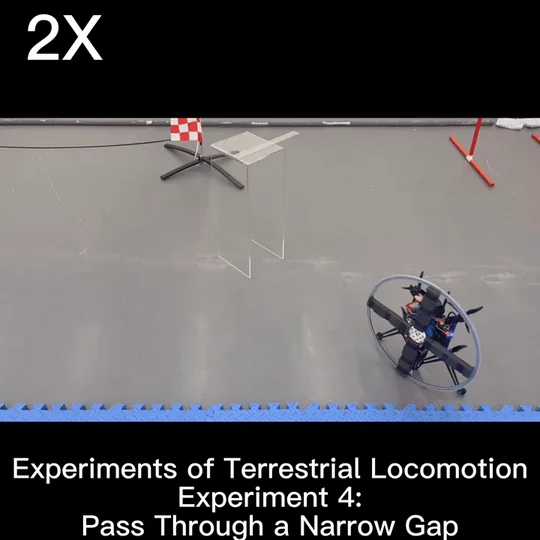 2X
Experiments of Terrestrial Locomotion
Experiment 4:
Pass Through a Narrow Gap